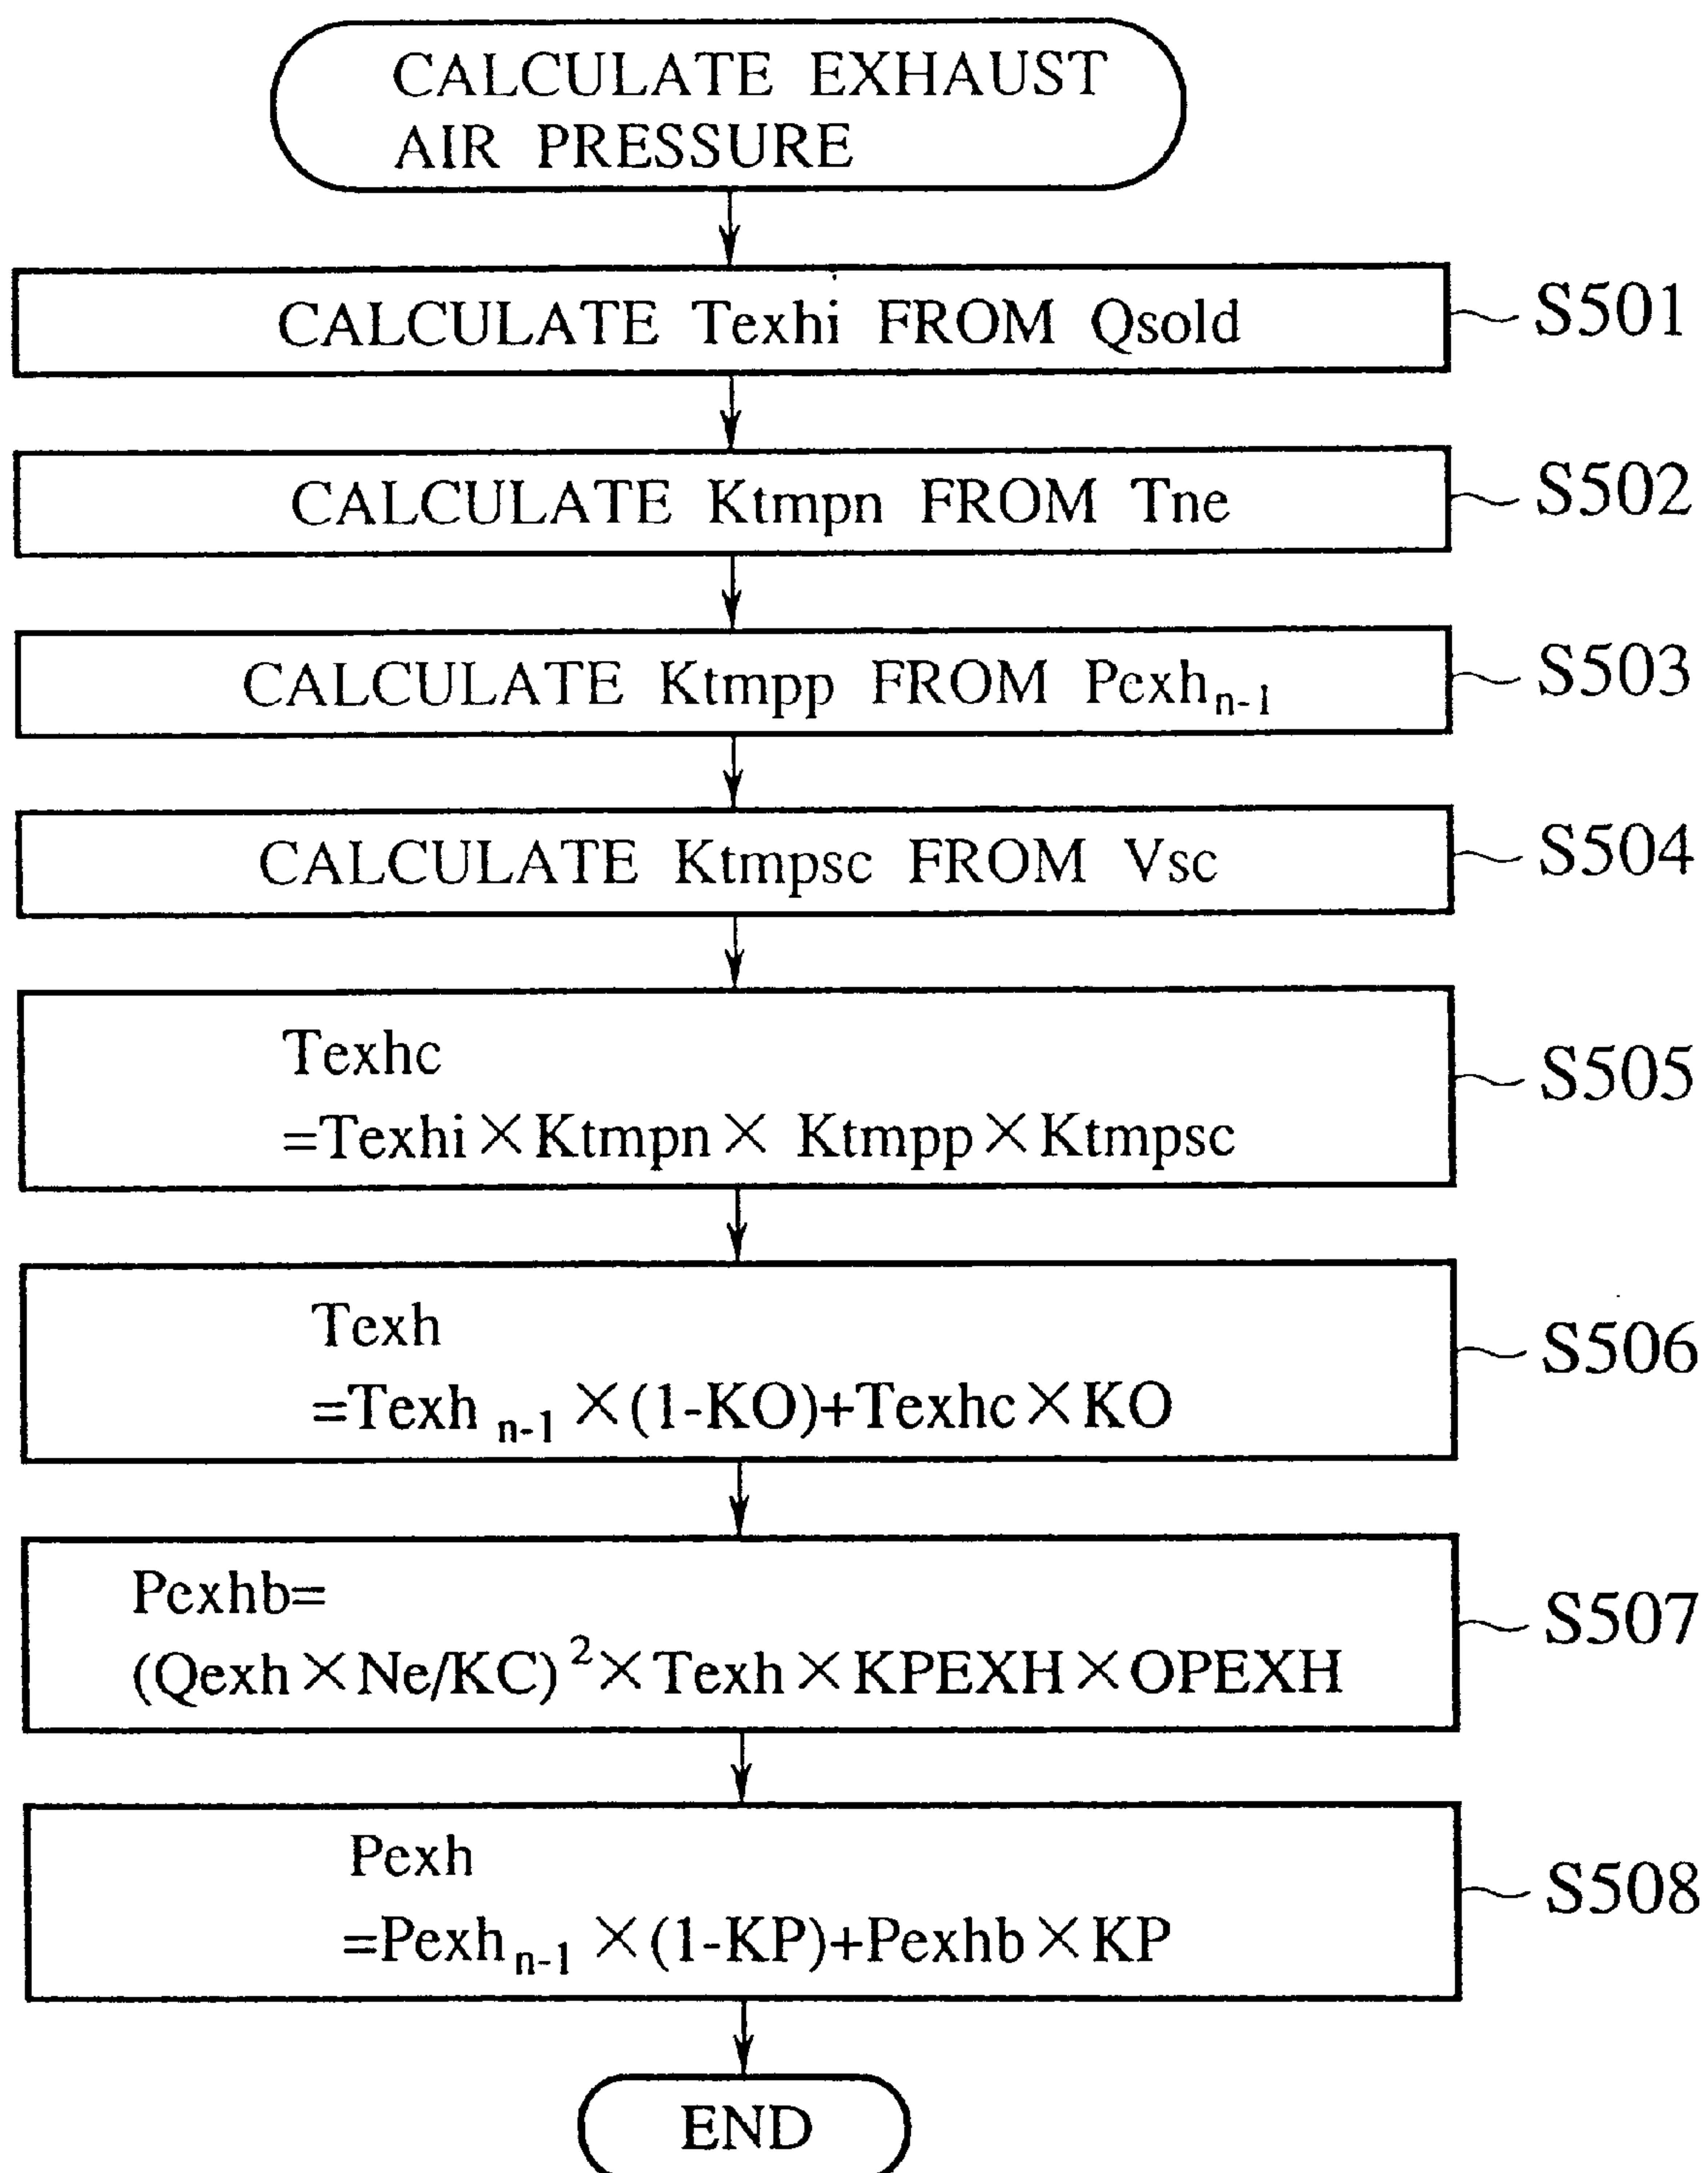 CALCULATE EXHAUST
AIR PRESSURE
CALCULATE Texhi FROM Qsold
S501
CALCULATE Ktmpn FROM Tne
S502
CALCULATE Ktmpp FROM Pexhₙ₋₁
S503
CALCULATE Ktmpsc FROM Vsc
S504
Texhc
=Texhi×Ktmpn× Ktmpp×Ktmpsc
S505
Texh
=Texh ₙ₋₁ ×(1-KO)+Texhc×KO
S506
Pexhb=
(Qexh×Ne/KC)²×Texh×KPEXH×OPEXH
S507
Pexh
=Pexhₙ₋₁ ×(1-KP)+Pexhb×KP
S508
END